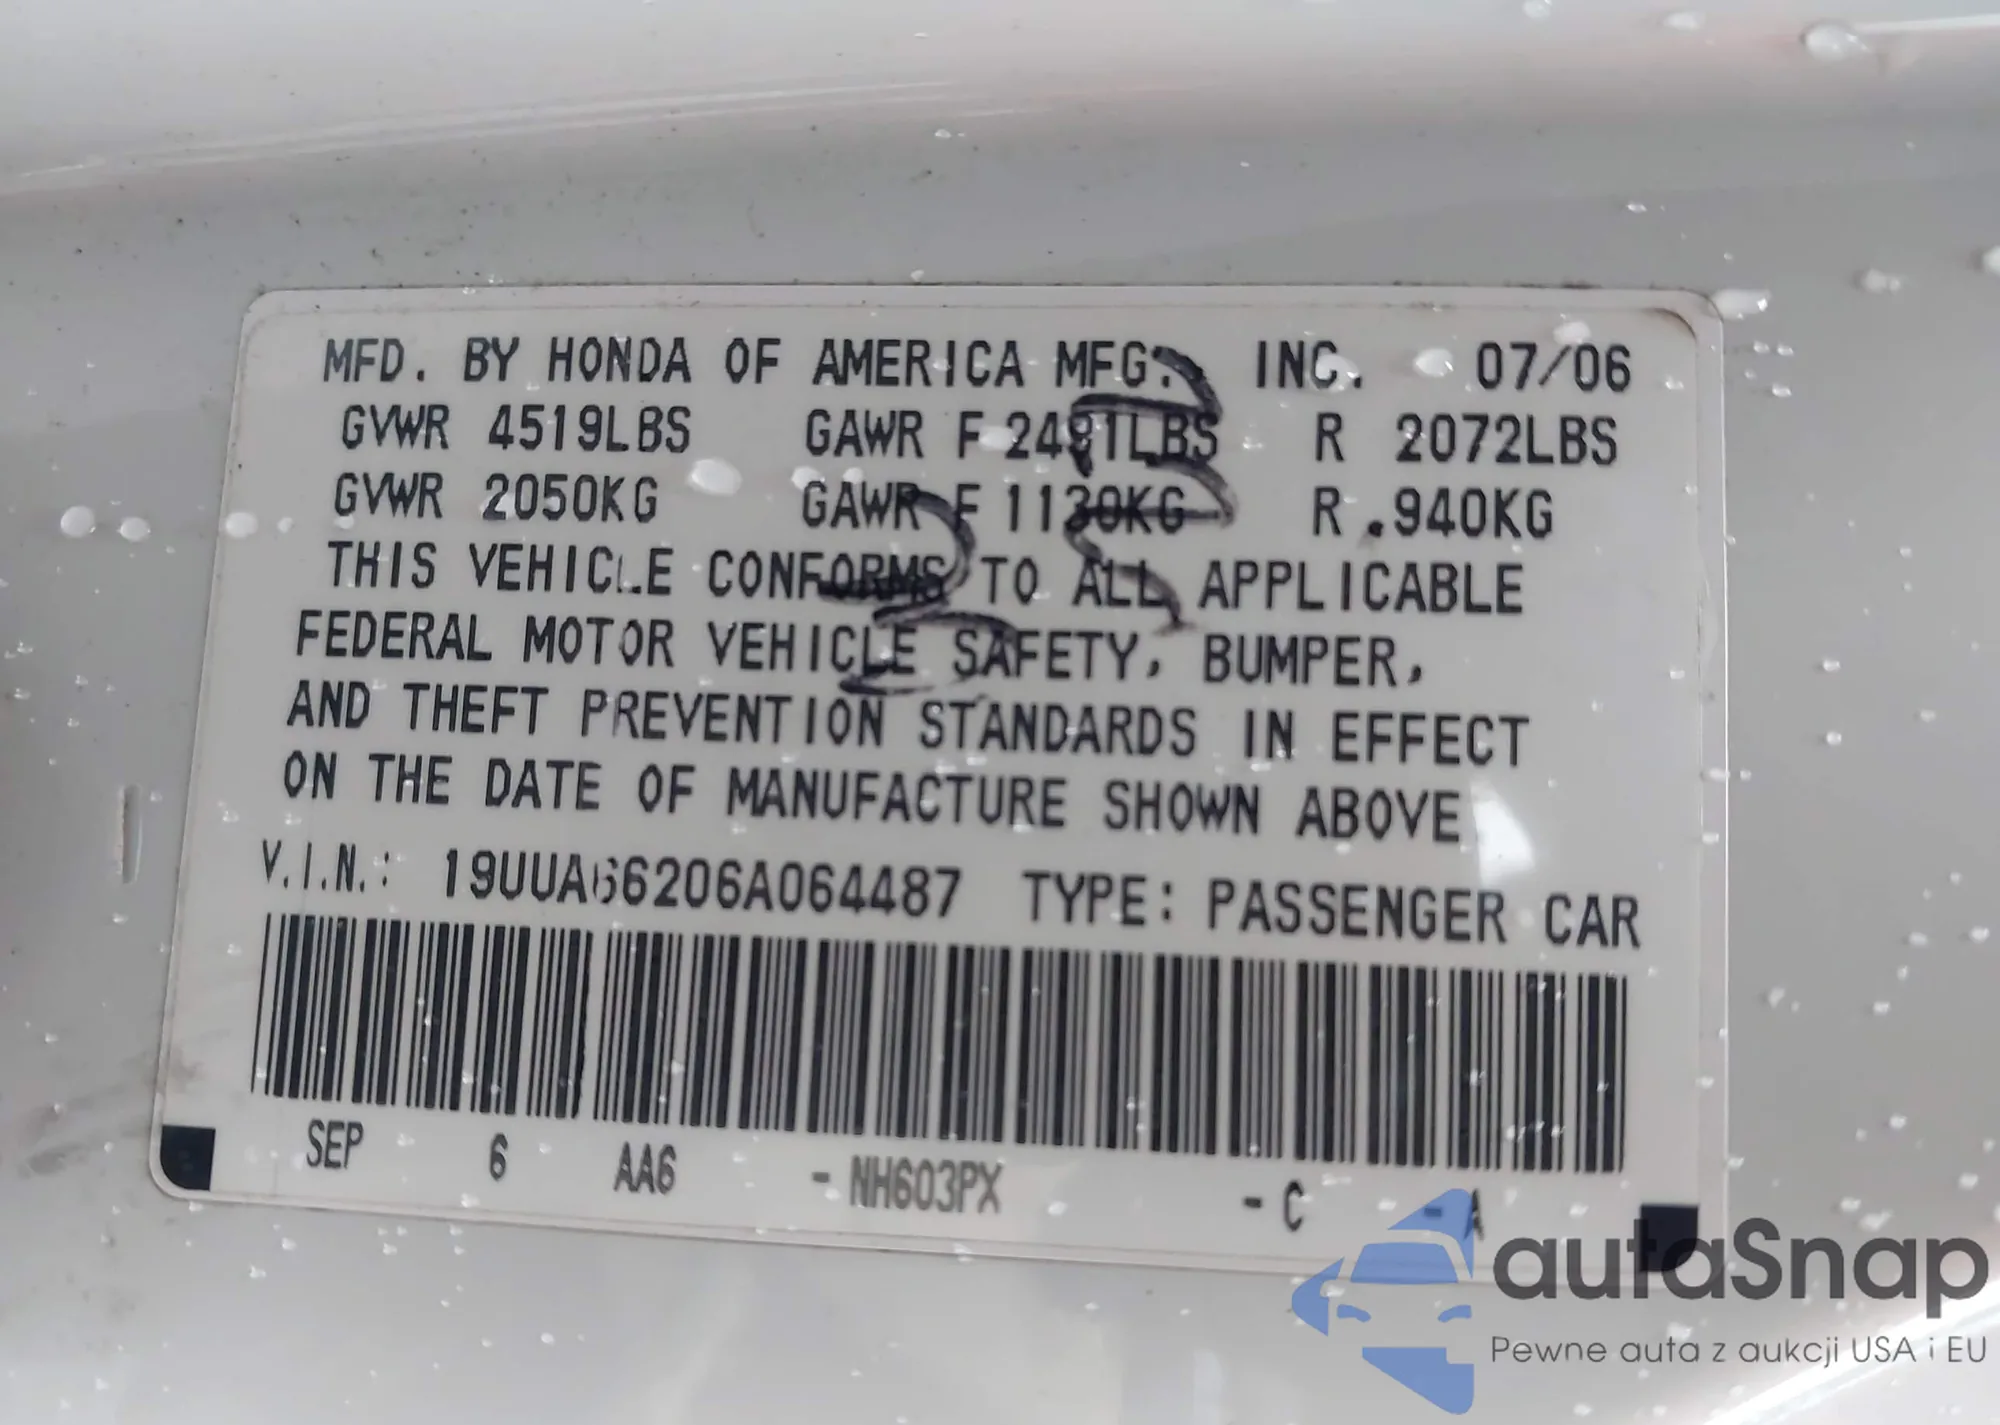 MFD. BY HONDA OF AMERICA MFG. INC. 07/06
GVWR 4519LBS GAWR F 2491LBS R 2072LBS
GVWR 2050KG GAWR F 1130KG R .940KG
THIS VEHICLE CONFORMS TO ALL APPLICABLE
FEDERAL MOTOR VEHICLE SAFETY, BUMPER,
AND THEFT PREVENTION STANDARDS IN EFFECT
ON THE DATE OF MANUFACTURE SHOWN ABOVE
V.I.N.: 19UUA66206A064487 TYPE: PASSENGER CAR
SEP 6 AA6 - NH603PX - C - A
autaSnap
Pewne auta z aukcji USA i EU